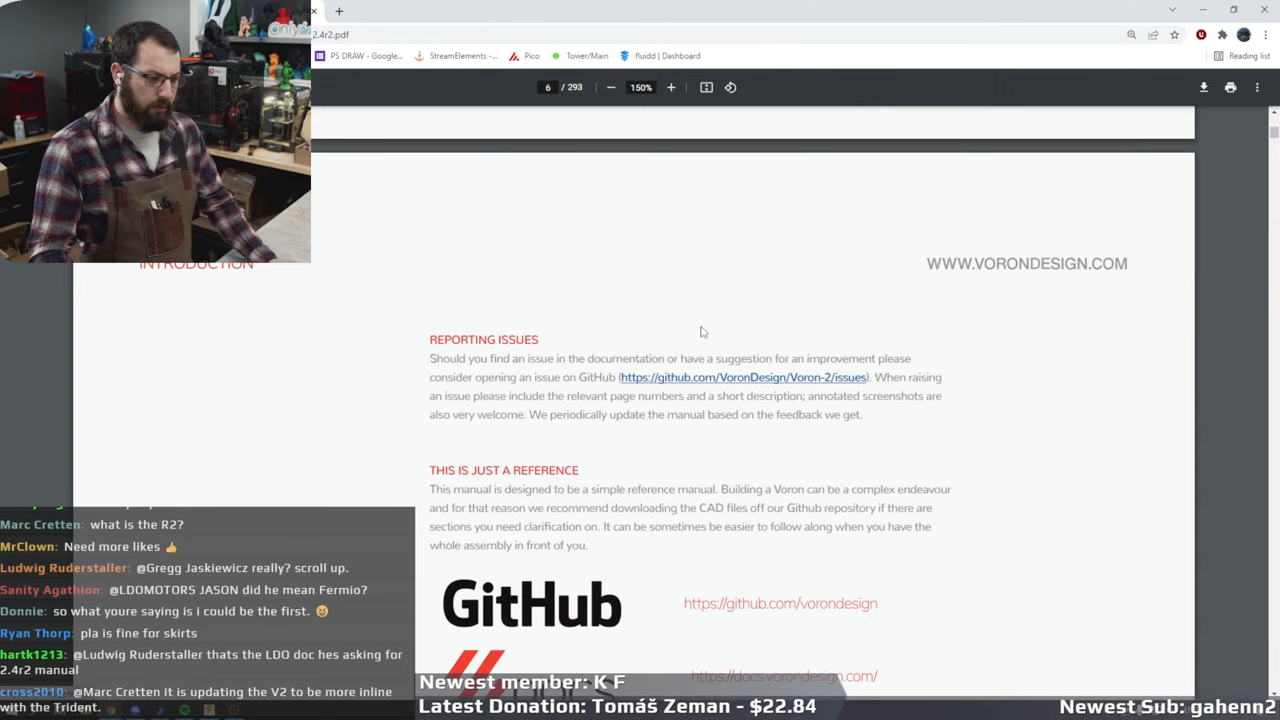 Only
2.4r2.pdf
PS DRAW - Google...
StreamElements -...
Pico
Tower/Main
fluidd | Dashboard
Reading list
6 / 293
150%
INTRODUCTION
WWW.VORONDESIGN.COM
REPORTING ISSUES
Should you find an issue in the documentation or have a suggestion for an improvement please
consider opening an issue on GitHub (https://github.com/VoronDesign/Voron-2/issues). When raising
an issue please include the relevant page numbers and a short description; annotated screenshots are
also very welcome. We periodically update the manual based on the feedback we get.
THIS IS JUST A REFERENCE
This manual is designed to be a simple reference manual. Building a Voron can be a complex endeavour
and for that reason we recommend downloading the CAD files off our Github repository if there are
sections you need clarification on. It can be sometimes be easier to follow along when you have the
whole assembly in front of you.
GitHub
https://github.com/vorondesign
https://docs.vorondesign.com/
Marc Cretten: what is the R2?
MrClown: Need more likes 👍
Ludwig Ruderstaller: @Gregg Jaskiewicz really? scroll up.
Sanity Agathion: @LDOMOTORS JASON did he mean Fermio?
Donnie: so what youre saying is i could be the first. 😆
Ryan Thorp: pla is fine for skirts
hartk1213: @Ludwig Ruderstaller thats the LDO doc hes asking for
2.4r2 manual
cross2010: @Marc Cretten it is updating the V2 to be more inline
with the Trident.
Newest member: K F
Latest Donation: Tomáš Zeman - $22.84
Newest Sub: gahenn2